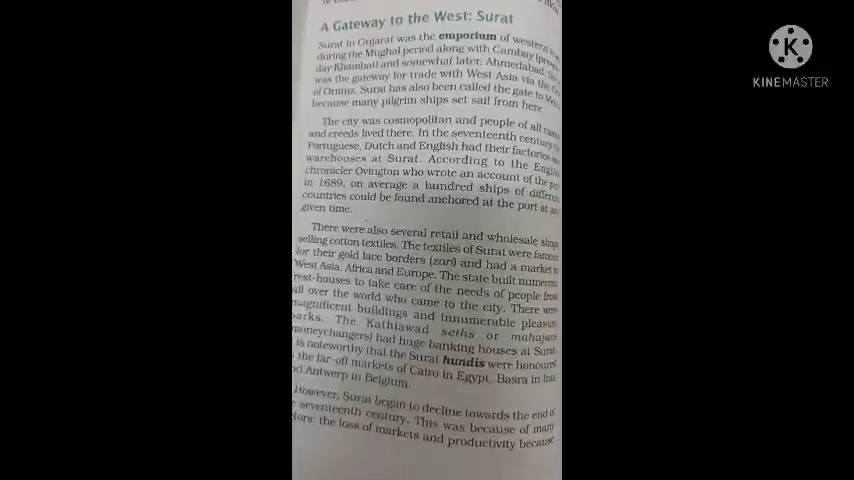 A Gateway to the West: Surat
Surat in Gujarat was the emporium of western
during the Mughal period along with Cambay
day Khambat) and somewhat later, Ahmedabad.
was the gateway for trade with West Asia via the
of Ormuz. Surat has also been called the gate to
because many pilgrim ships set sail from here.
The city was cosmopolitan and people of all
and creeds lived there. In the seventeenth century
Portuguese, Dutch and English had their factories
warehouses at Surat. According to the
chronicler Ovington who wrote an account of the
in 1689, on average a hundred ships of
countries could be found anchored at the port at
given time.
There were also several retail and wholesale
selling cotton textiles. The textiles of Surat were
for their gold lace borders (zari) and had a market
West Asia, Africa and Europe. The state built
rest-houses to take care of the needs of people from
all over the world who came to the city. There were
magnificent buildings and innumerable
The Kathiawad seths or
moneychangers) had huge banking houses at Surat.
is noteworthy that the Surat hundis were honoured
the far-off markets of Cairo in Egypt, Basra in
Antwerp in Belgium.
However, Surat began to decline towards the end
seventeenth century. This was because of many
the loss of markets and productivity because
KINEMASTER